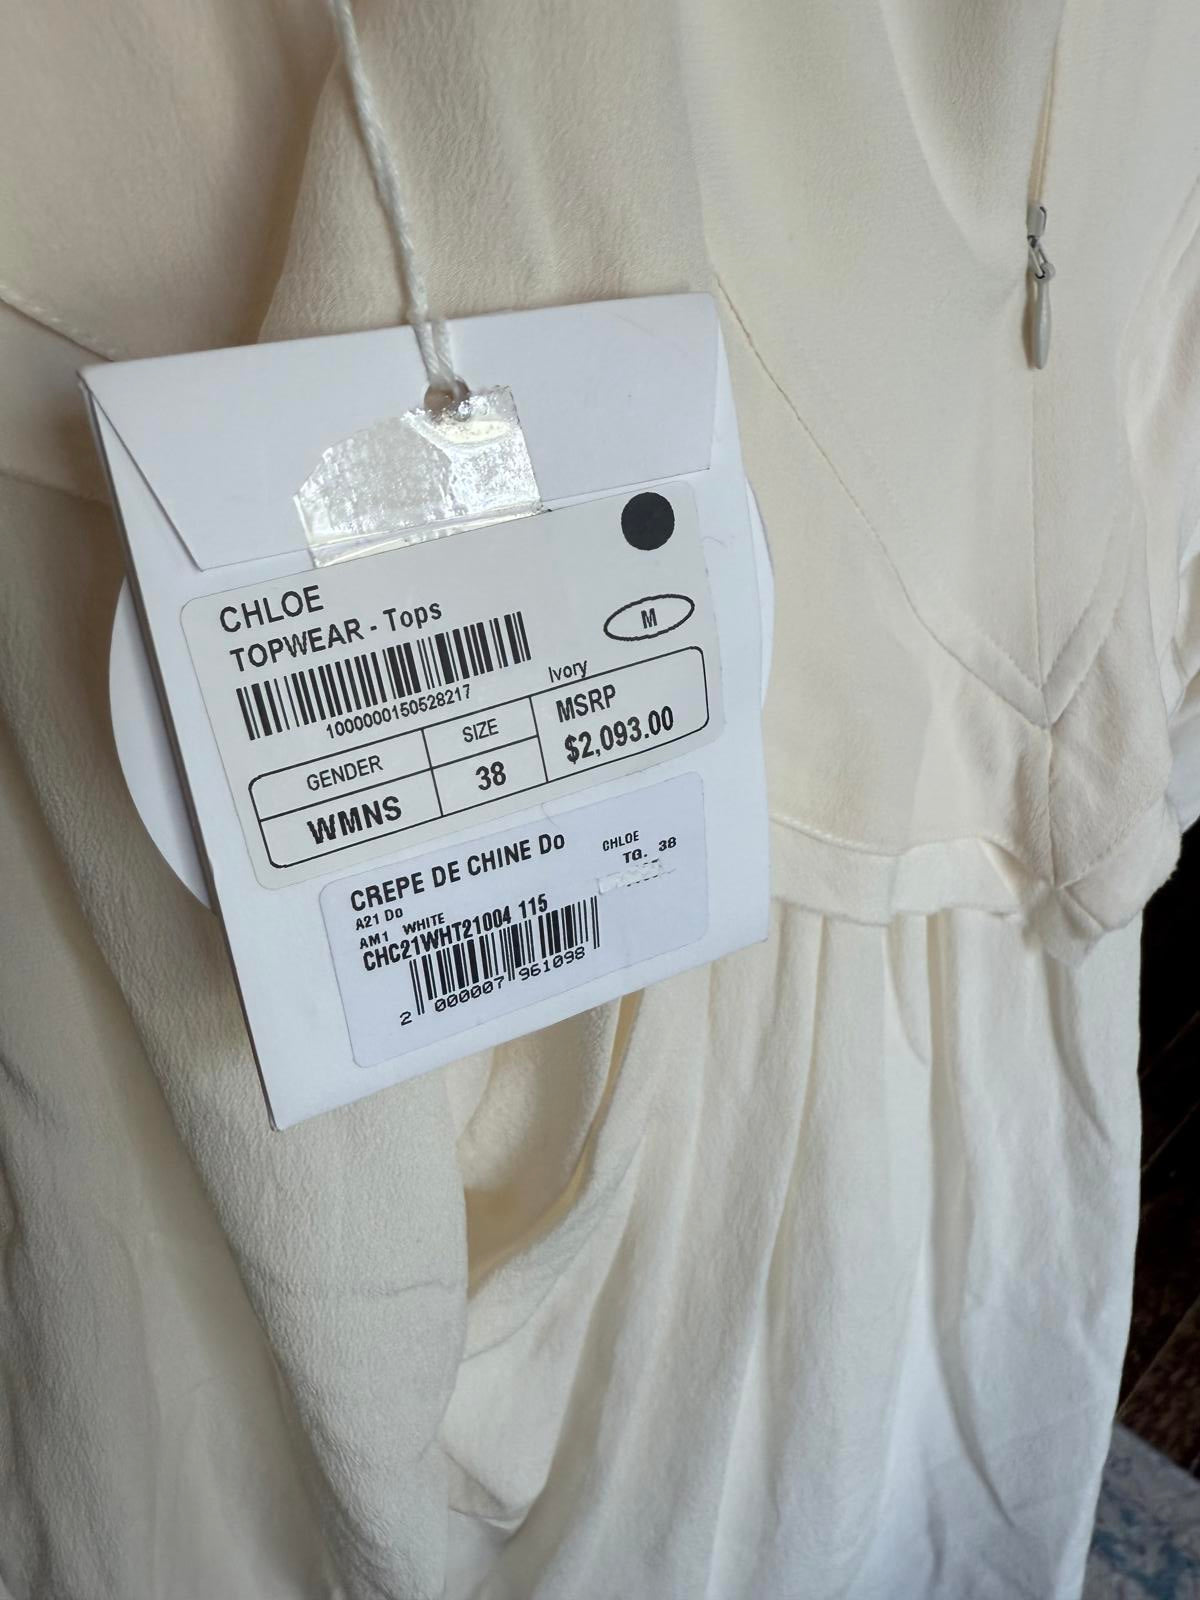 CHLOE
TOPWEAR - Tops
M
1000000150528217
Ivory
GENDER
SIZE
MSRP
WMNS
38
$2,093.00
CREPE DE CHINE Do
CHLOE
A21 Do
TG. 38
AM1 WHITE
CHC21WHT21004 115
2 000007 961098